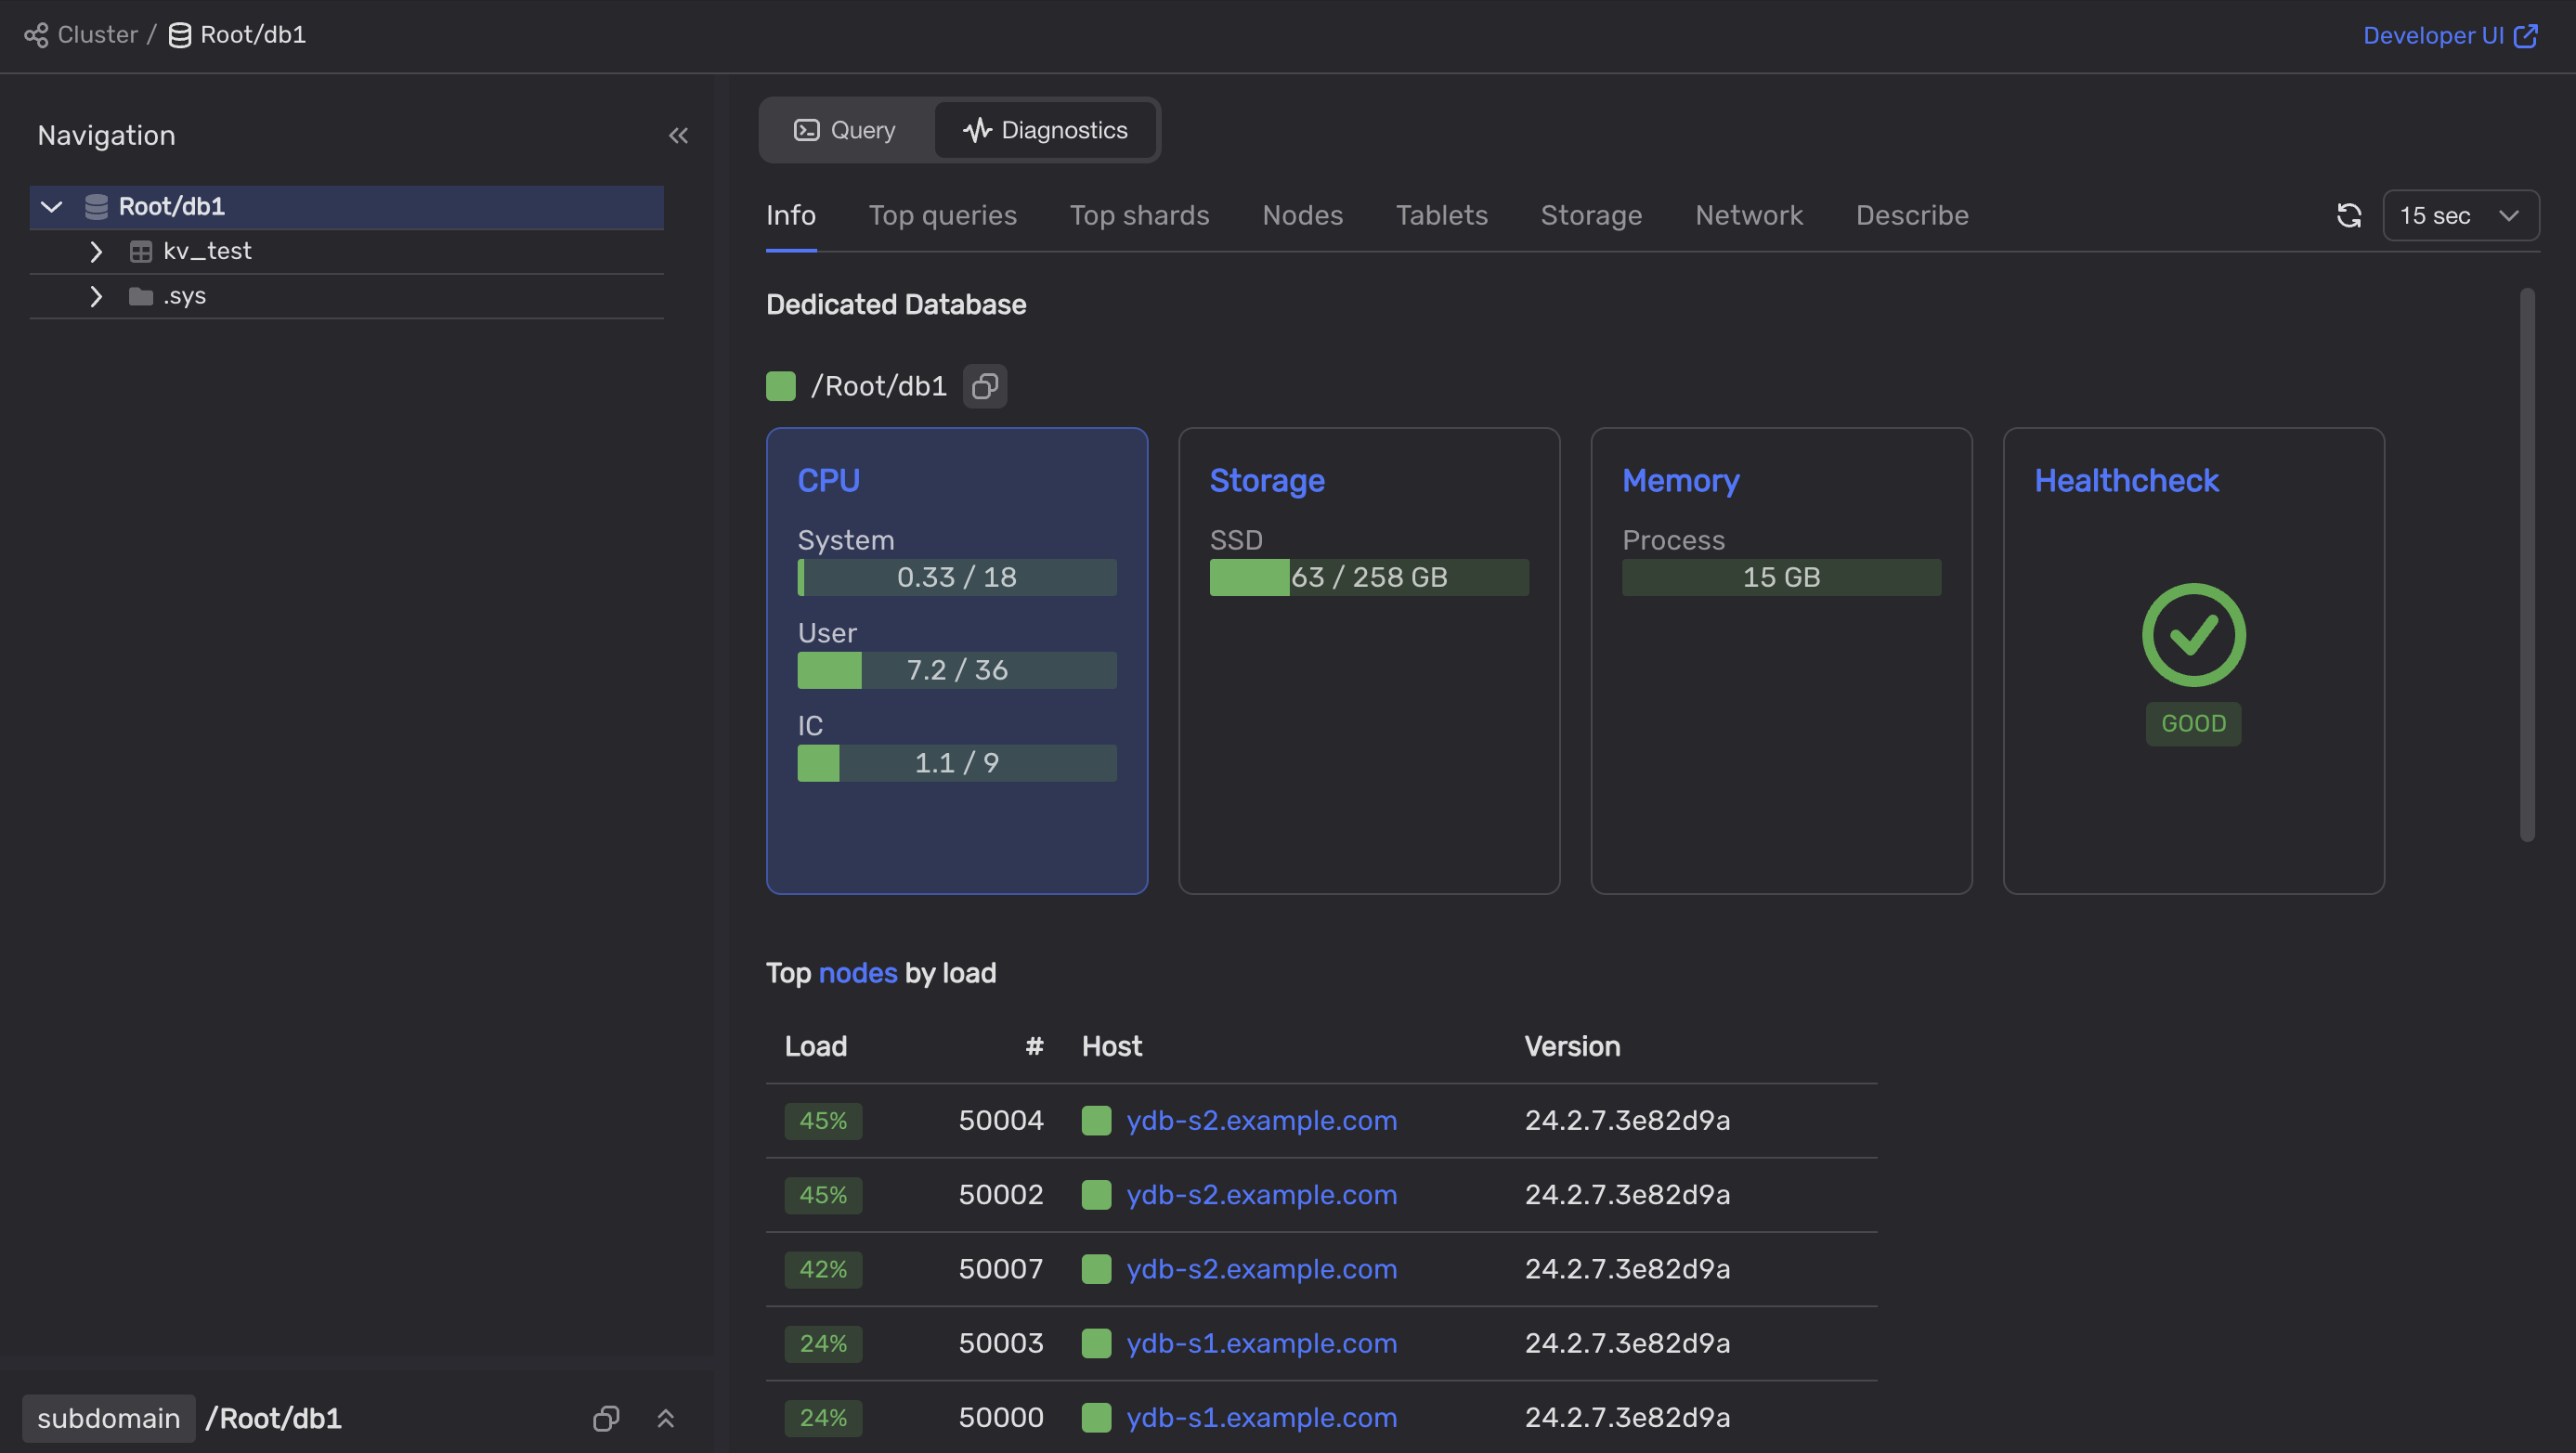 Cluster / Root/db1
Developer UI
Navigation
Root/db1
kv_test
.sys
subdomain /Root/db1
Query Diagnostics
Info Top queries Top shards Nodes Tablets Storage Network Describe
15 sec
Dedicated Database
/Root/db1
CPU
System
0.33 / 18
User
7.2 / 36
IC
1.1 / 9
Storage
SSD
63 / 258 GB
Memory
Process
15 GB
Healthcheck
GOOD
Top nodes by load
Load # Host Version
45% 50004 ydb-s2.example.com 24.2.7.3e82d9a
45% 50002 ydb-s2.example.com 24.2.7.3e82d9a
42% 50007 ydb-s2.example.com 24.2.7.3e82d9a
24% 50003 ydb-s1.example.com 24.2.7.3e82d9a
24% 50000 ydb-s1.example.com 24.2.7.3e82d9a